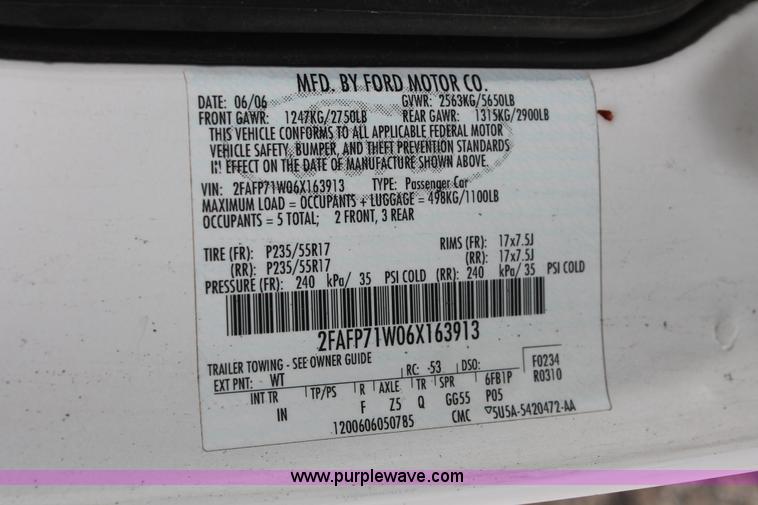 MFD. BY FORD MOTOR CO.
DATE: 06/06 GVWR: 2563KG/5650LB
FRONT GAWR: 1247KG/2750LB REAR GAWR: 1315KG/2900LB
THIS VEHICLE CONFORMS TO ALL APPLICABLE FEDERAL MOTOR
VEHICLE SAFETY, BUMPER, AND THEFT PREVENTION STANDARDS
IN EFFECT ON THE DATE OF MANUFACTURE SHOWN ABOVE.
VIN: 2FAFP71W06X163913 TYPE: Passenger Car
MAXIMUM LOAD = OCCUPANTS + LUGGAGE = 498KG/1100LB
OCCUPANTS = 5 TOTAL; 2 FRONT, 3 REAR
TIRE (FR): P235/55R17 RIMS (FR): 17x7.5J
(RR): P235/55R17 (RR): 17x7.5J
PRESSURE (FR): 240 kPa/ 35 PSI COLD (RR): 240 kPa/ 35 PSI COLD
2FAFP71W06X163913
TRAILER TOWING - SEE OWNER GUIDE
EXT PNT: WT RC: -53 DSO: F0234
INT TR TP/PS R AXLE TR SPR 6FB1P R0310
IN F Z5 Q GG55 P05
1200606050785 CMC ▽5U5A-5420472-AA
www.purplewave.com